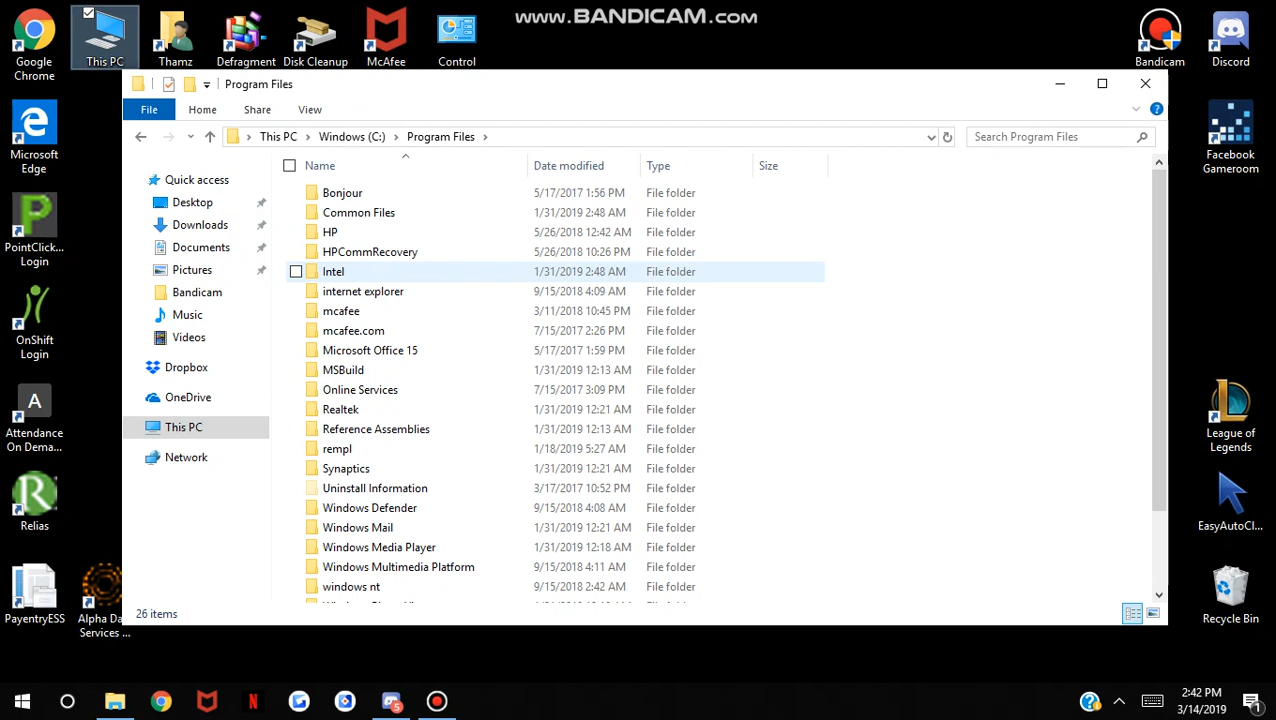 www.BANDICAM.com
Google
Chrome
This PC
Thamz
Defragment
Disk Cleanup
McAfee
Control
Bandicam
Discord
Program Files
File
Home
Share
View
This PC
Windows (C:)
Program Files
Search Program Files
Name
Date modified
Type
Size
Bonjour 5/17/2017 1:56 PM File folder
Common Files 1/31/2019 2:48 AM File folder
HP 5/26/2018 12:42 AM File folder
HPCommRecovery 5/26/2018 10:26 PM File folder
Intel 1/31/2019 2:48 AM File folder
internet explorer 9/15/2018 4:09 AM File folder
mcafee 3/11/2018 10:45 PM File folder
mcafee.com 7/15/2017 2:26 PM File folder
Microsoft Office 15 5/17/2017 1:59 PM File folder
MSBuild 1/31/2019 12:13 AM File folder
Online Services 7/15/2017 3:09 PM File folder
Realtek 1/31/2019 12:21 AM File folder
Reference Assemblies 1/31/2019 12:13 AM File folder
rempl 1/18/2019 5:27 AM File folder
Synaptics 1/31/2019 12:21 AM File folder
Uninstall Information 3/17/2017 10:52 PM File folder
Windows Defender 9/15/2018 4:08 AM File folder
Windows Mail 1/31/2019 12:21 AM File folder
Windows Media Player 1/31/2019 12:18 AM File folder
Windows Multimedia Platform 9/15/2018 4:11 AM File folder
windows nt 9/15/2018 2:42 AM File folder
Quick access
Desktop
Downloads
Documents
Pictures
Bandicam
Music
Videos
Dropbox
OneDrive
This PC
Network
26 items
Microsoft
Edge
PointClick...
Login
OnShift
Login
A
Attendance
On Dema...
R
Relias
PayentryESS
Alpha Da
Services ...
Facebook
Gameroom
League of
Legends
EasyAutoCl...
Recycle Bin
N
5
2:42 PM
3/14/2019
1